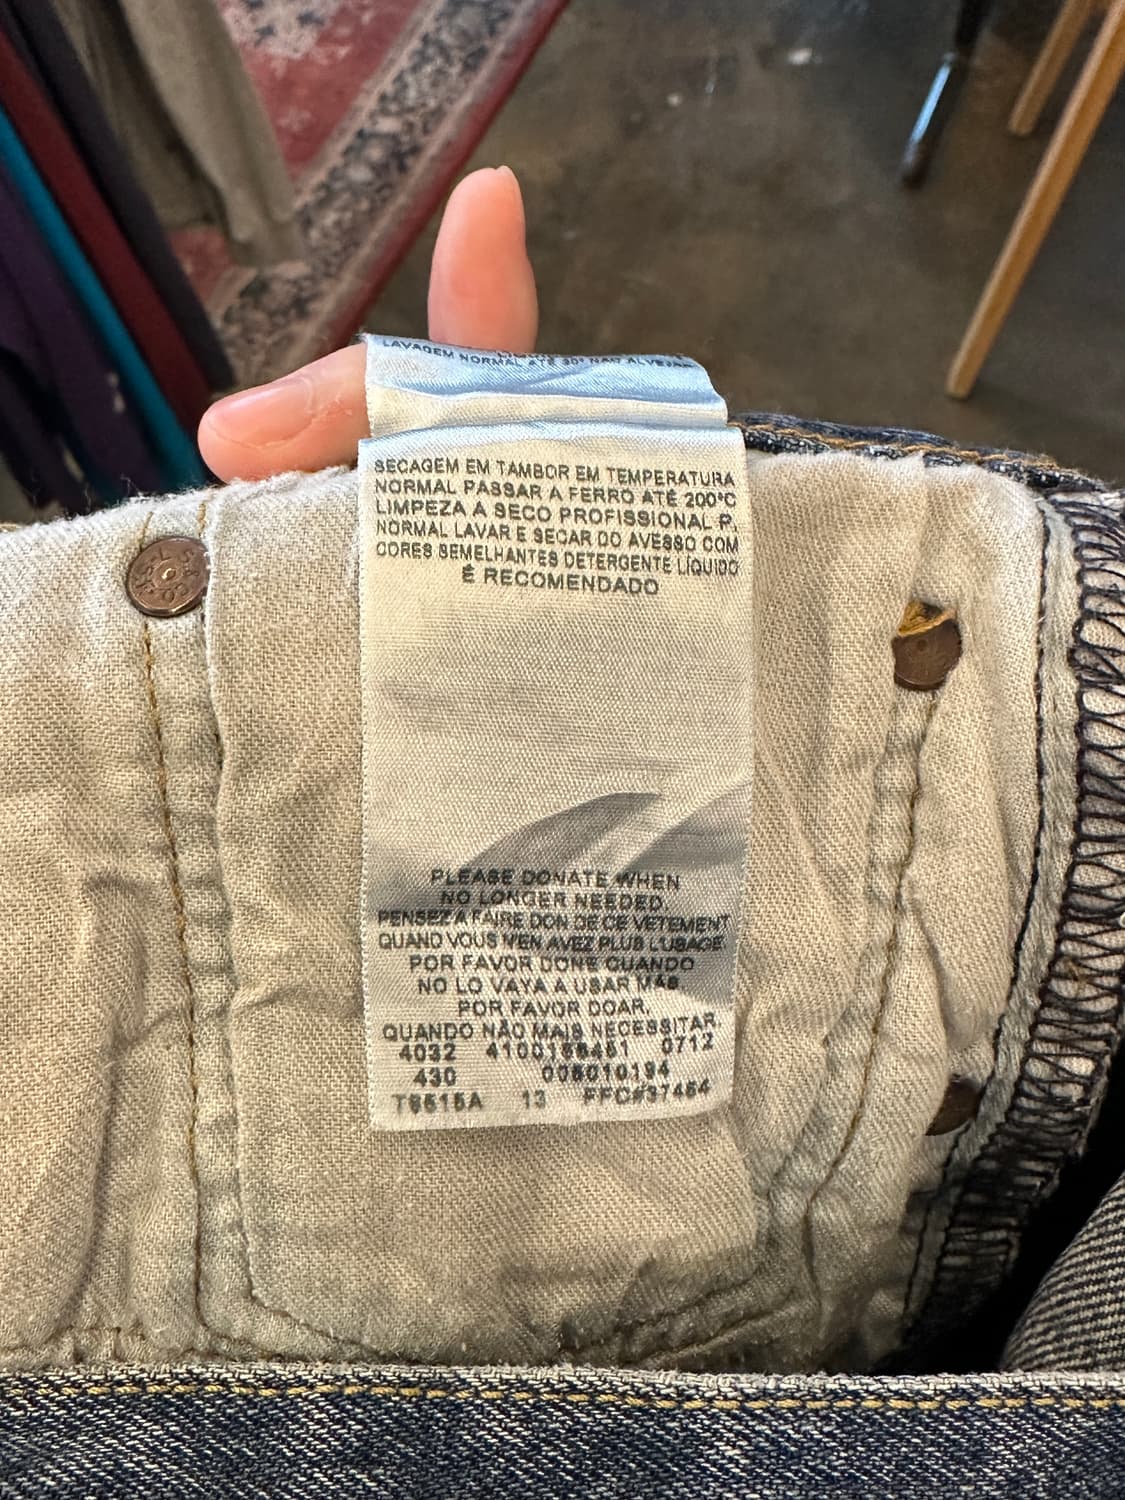 LAVAGEM NORMAL ATÉ 30° NÃO ALVEJAR
SECAGEM EM TAMBOR EM TEMPERATURA
NORMAL PASSAR A FERRO ATÉ 200°C
LIMPEZA A SECO PROFISSIONAL P,
NORMAL LAVAR E SECAR DO AVESSO COM
CORES SEMELHANTES DETERGENTE LÍQUIDO
É RECOMENDADO
PLEASE DONATE WHEN
NO LONGER NEEDED.
PENSEZ A FAIRE DON DE CE VETEMENT
QUAND VOUS N'EN AVEZ PLUS L'USAGE
POR FAVOR DONE CUANDO
NO LO VAYA A USAR MÁS
POR FAVOR DOAR,
QUANDO NÃO MAIS NECESSITAR.
4032 0712
430
13
L.S.& CO.